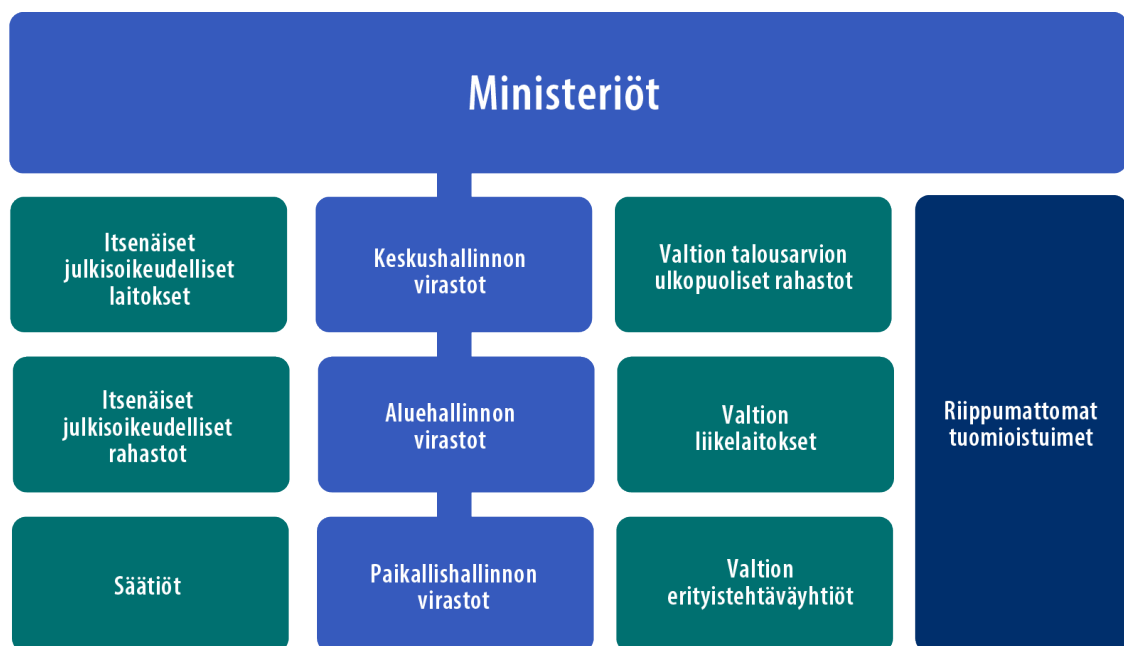 Ministeriöt
Itsenäiset
julkisoikeudelliset
laitokset
Keskushallinnon
virastot
Valtion talousarvion
ulkopuoliset rahastot
Itsenäiset
julkisoikeudelliset
rahastot
Aluehallinnon
virastot
Valtion
liikelaitokset
Riippumattomat
tuomioistuimet
Säätiöt
Paikallishallinnon
virastot
Valtion
erityistehtäväyhtiöt